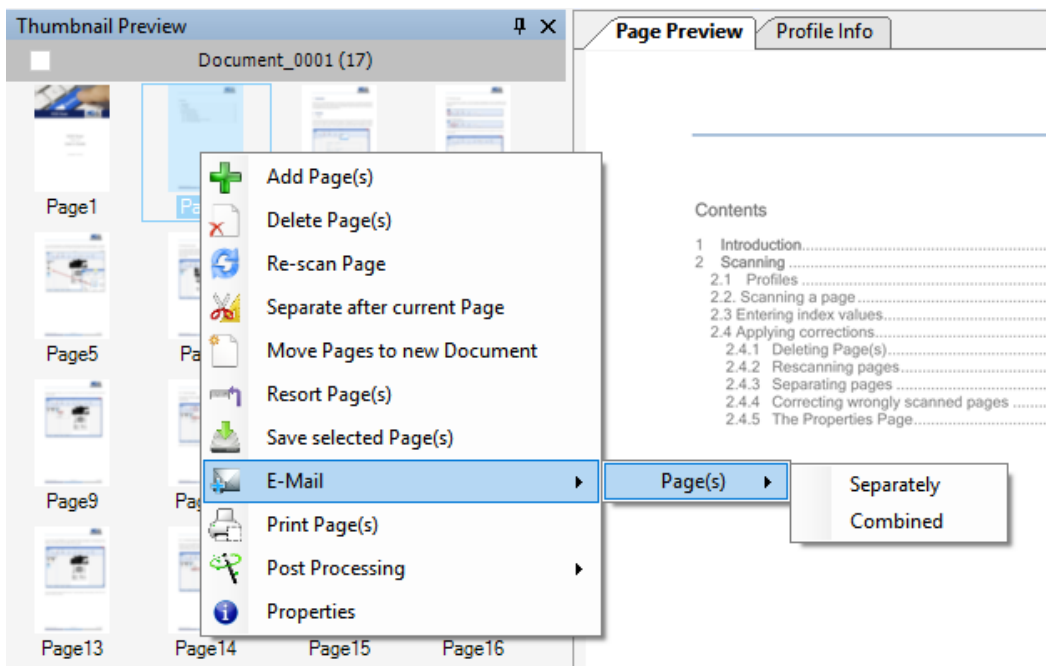 Thumbnail Preview
Document_0001 (17)
Page1
Page5
Page9
Page13
Page14
Page15
Page16
Add Page(s)
Delete Page(s)
Re-scan Page
Separate after current Page
Move Pages to new Document
Resort Page(s)
Save selected Page(s)
E-Mail
Print Page(s)
Post Processing
Properties
Page(s)
Separately
Combined
Page Preview
Profile Info
Contents
1 Introduction
2 Scanning
2.1 Profiles
2.2. Scanning a page
2.3 Entering index values
2.4 Applying corrections
2.4.1 Deleting Page(s)
2.4.2 Rescanning pages
2.4.3 Separating pages
2.4.4 Correcting wrongly scanned pages
2.4.5 The Properties Page